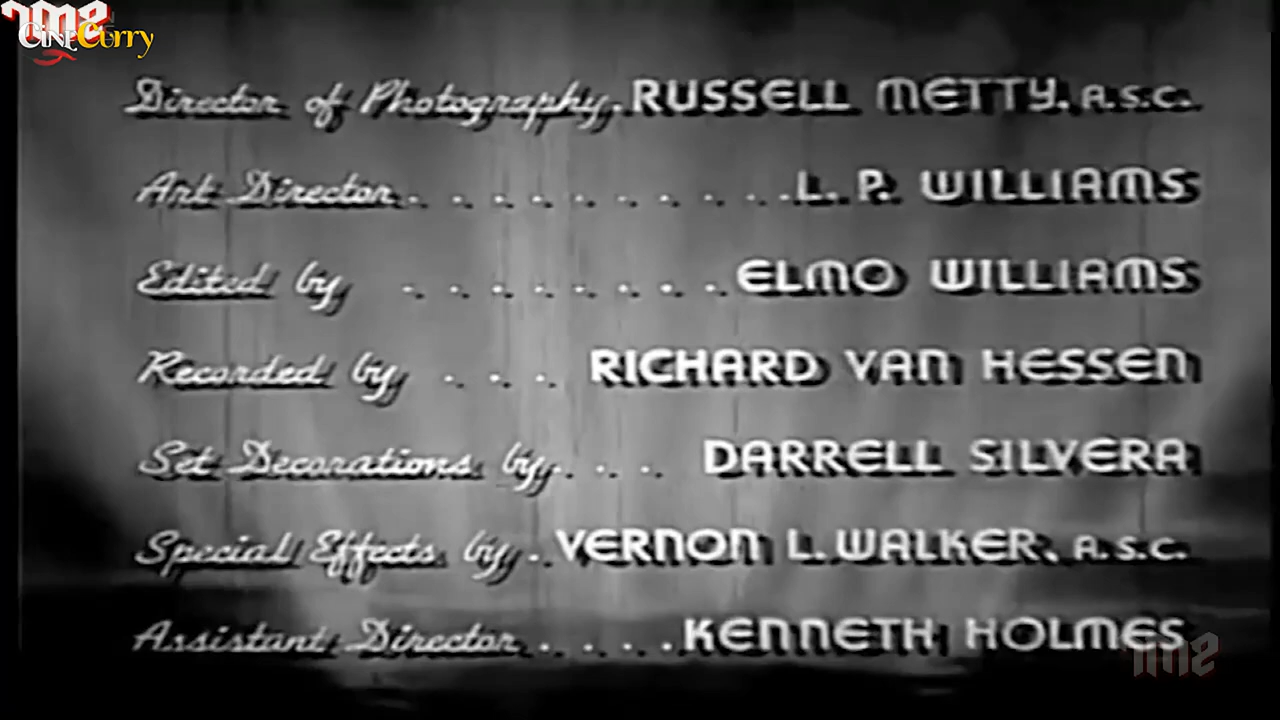 CineCurry
Director of Photography. RUSSELL METTY, A.S.C.
Art Director. . . . . . . . . . L. P. WILLIAMS
Edited by . . . . . . . . ELMO WILLIAMS
Recorded by . . . RICHARD VAN HESSEN
Set Decorations by. . . DARRELL SILVERA
Special Effects by. VERNON L. WALKER, A.S.C.
Assistant Director . . . . . KENNETH HOLMES